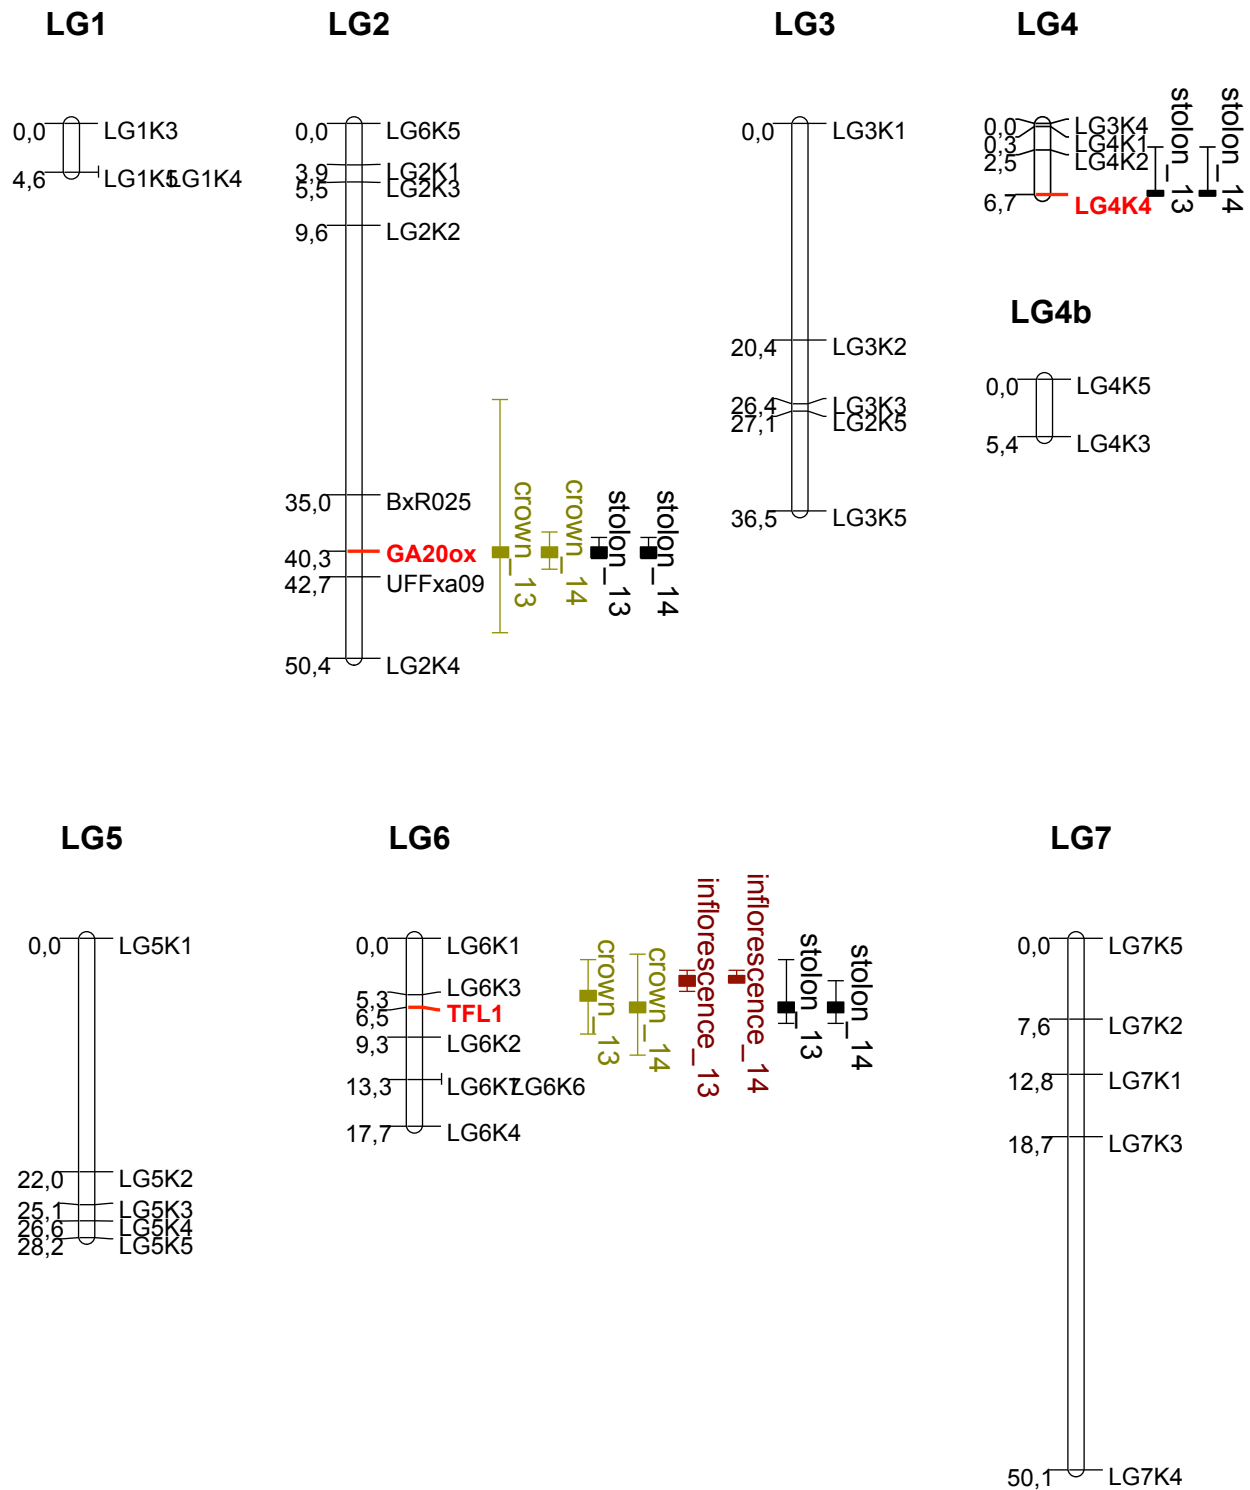 LG1
0,0 LG1K3
4,6 LG1K5 LG1K4
LG2
0,0 LG6K5
3,9 LG2K1
5,5 LG2K3
9,6 LG2K2
35,0 BxR025
40,3 GA20ox
42,7 UFFxa09
50,4 LG2K4
crown_13
crown_14
stolon_13
stolon_14
LG3
0,0 LG3K1
20,4 LG3K2
26,4 LG3K3
27,1 LG2K5
36,5 LG3K5
LG4
0,0 LG3K4
0,3 LG4K1
2,5 LG4K2
6,7 LG4K4
stolon_13
stolon_14
LG4b
0,0 LG4K5
5,4 LG4K3
LG5
0,0 LG5K1
22,0 LG5K2
25,1 LG5K3
26,6 LG5K4
28,2 LG5K5
LG6
0,0 LG6K1
5,3 LG6K3
6,5 TFL1
9,3 LG6K2
13,3 LG6K7 LG6K6
17,7 LG6K4
crown_13
crown_14
inflorescence_13
inflorescence_14
stolon_13
stolon_14
LG7
0,0 LG7K5
7,6 LG7K2
12,8 LG7K1
18,7 LG7K3
50,1 LG7K4